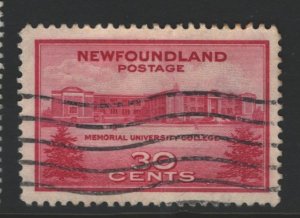 NEWFOUNDLAND
POSTAGE
MEMORIAL UNIVERSITY COLLEGE
30
CENTS